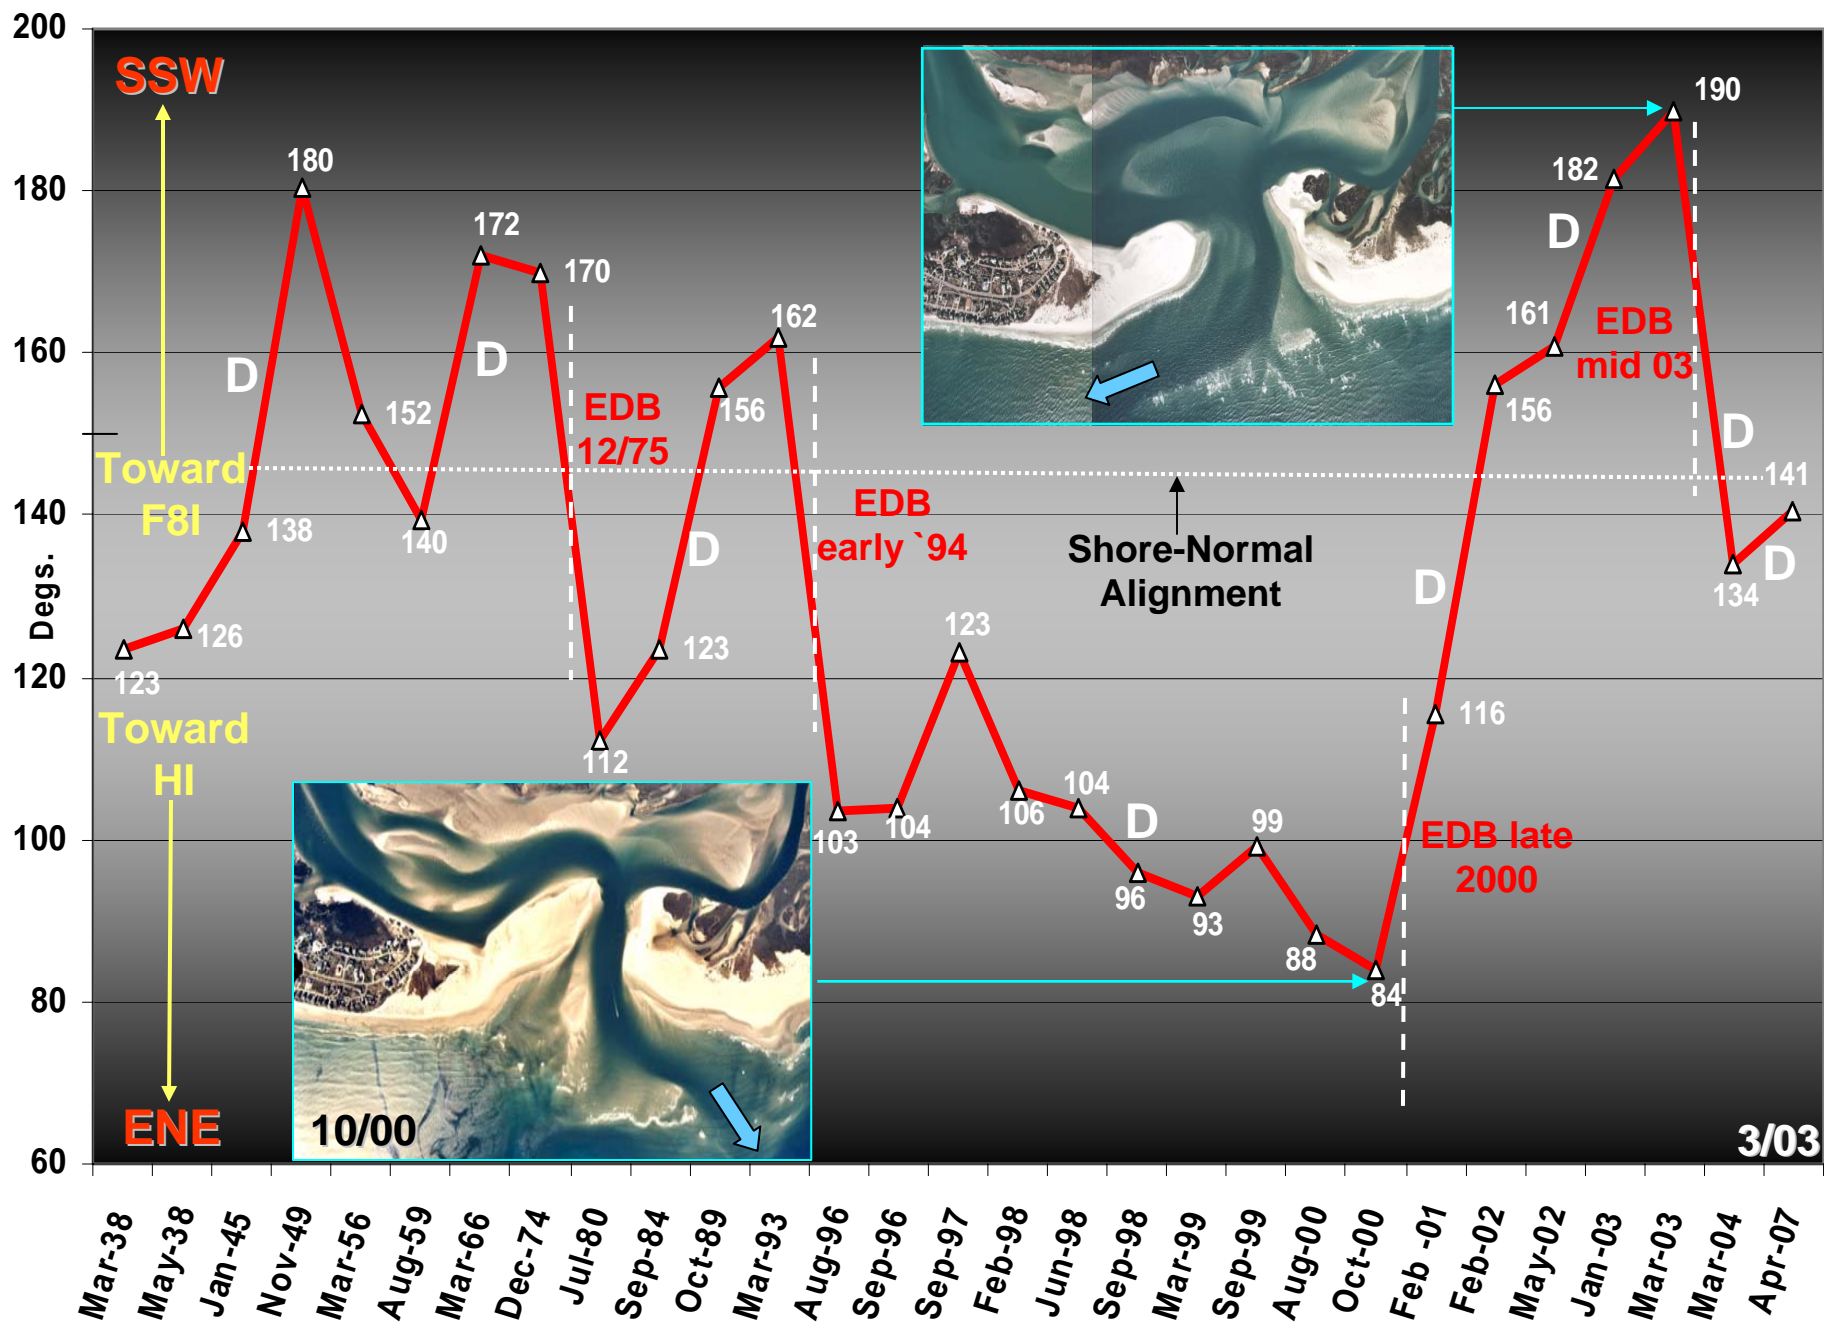 200
180
160
140
120
100
80
60
Degs.
SSW
Toward
F8I
Toward
HI
ENE
123
126
138
180
152
140
172
170
112
123
156
162
103
104
123
106
104
96
93
99
88
84
116
156
161
182
190
134
141
D
D
D
D
D
D
D
D
EDB
12/75
EDB
early `94
EDB late
2000
EDB
mid 03
Shore-Normal
Alignment
10/00
3/03
Mar-38
May-38
Jan-45
Nov-49
Mar-56
Aug-59
Mar-66
Dec-74
Jul-80
Sep-84
Oct-89
Mar-93
Aug-96
Sep-96
Sep-97
Feb-98
Jun-98
Sep-98
Mar-99
Sep-99
Aug-00
Oct-00
Feb -01
Feb-02
May-02
Jan-03
Mar-03
Mar-04
Apr-07